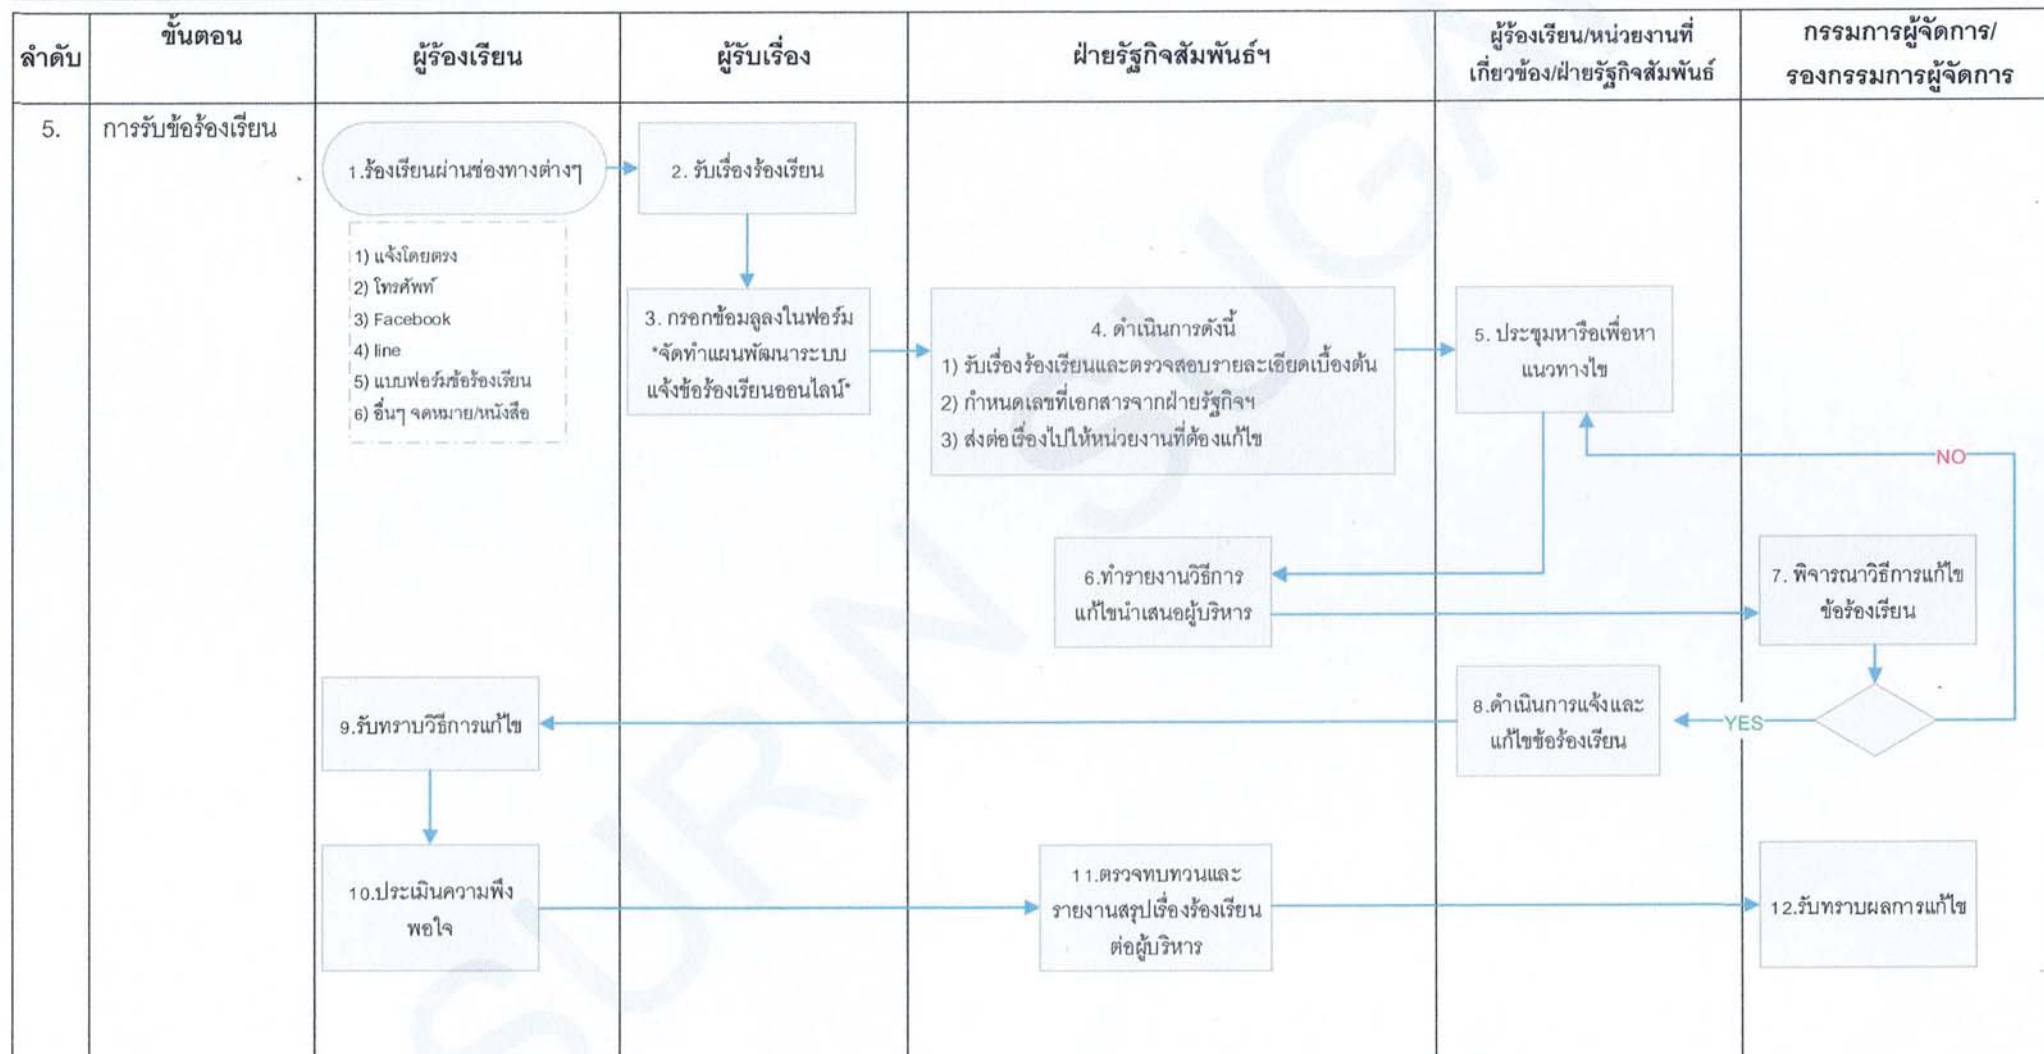 ลำดับ
ขั้นตอน
ผู้ร้องเรียน
ผู้รับเรื่อง
ฝ่ายรัฐกิจสัมพันธ์ฯ
ผู้ร้องเรียน/หน่วยงานที่
เกี่ยวข้อง/ฝ่ายรัฐกิจสัมพันธ์
กรรมการผู้จัดการ/
รองกรรมการผู้จัดการ
5.
การรับข้อร้องเรียน
1.ร้องเรียนผ่านช่องทางต่างๆ
2. รับเรื่องร้องเรียน
1) แจ้งโดยตรง
2) โทรศัพท์
3) Facebook
4) line
5) แบบฟอร์มข้อร้องเรียน
6) อื่นๆ จดหมาย/หนังสือ
3. กรอกข้อมลูลงในฟอร์ม
*จัดทำแผนพัฒนาระบบ
แจ้งข้อร้องเรียนออนไลน์*
4. ดำเนินการดังนี้
1) รับเรื่องร้องเรียนและตรวจสอบรายละเอียดเบื้องต้น
2) กำหนดเลขที่เอกสารจากฝ่ายรัฐกิจฯ
3) ส่งต่อเรื่องไปให้หน่วยงานที่ต้องแก้ไข
5. ประชุมหารือเพื่อหา
แนวทางไข
NO
6.ทำรายงานวิธีการ
แก้ไขนำเสนอผู้บริหาร
7. พิจารณาวิธีการแก้ไข
ข้อร้องเรียน
YES
8.ดำเนินการแจ้งและ
แก้ไขข้อร้องเรียน
9.รับทราบวิธีการแก้ไข
10.ประเมินความพึง
พอใจ
11.ตรวจทบทวนและ
รายงานสรุปเรื่องร้องเรียน
ต่อผู้บริหาร
12.รับทราบผลการแก้ไข
SURIN SUGA